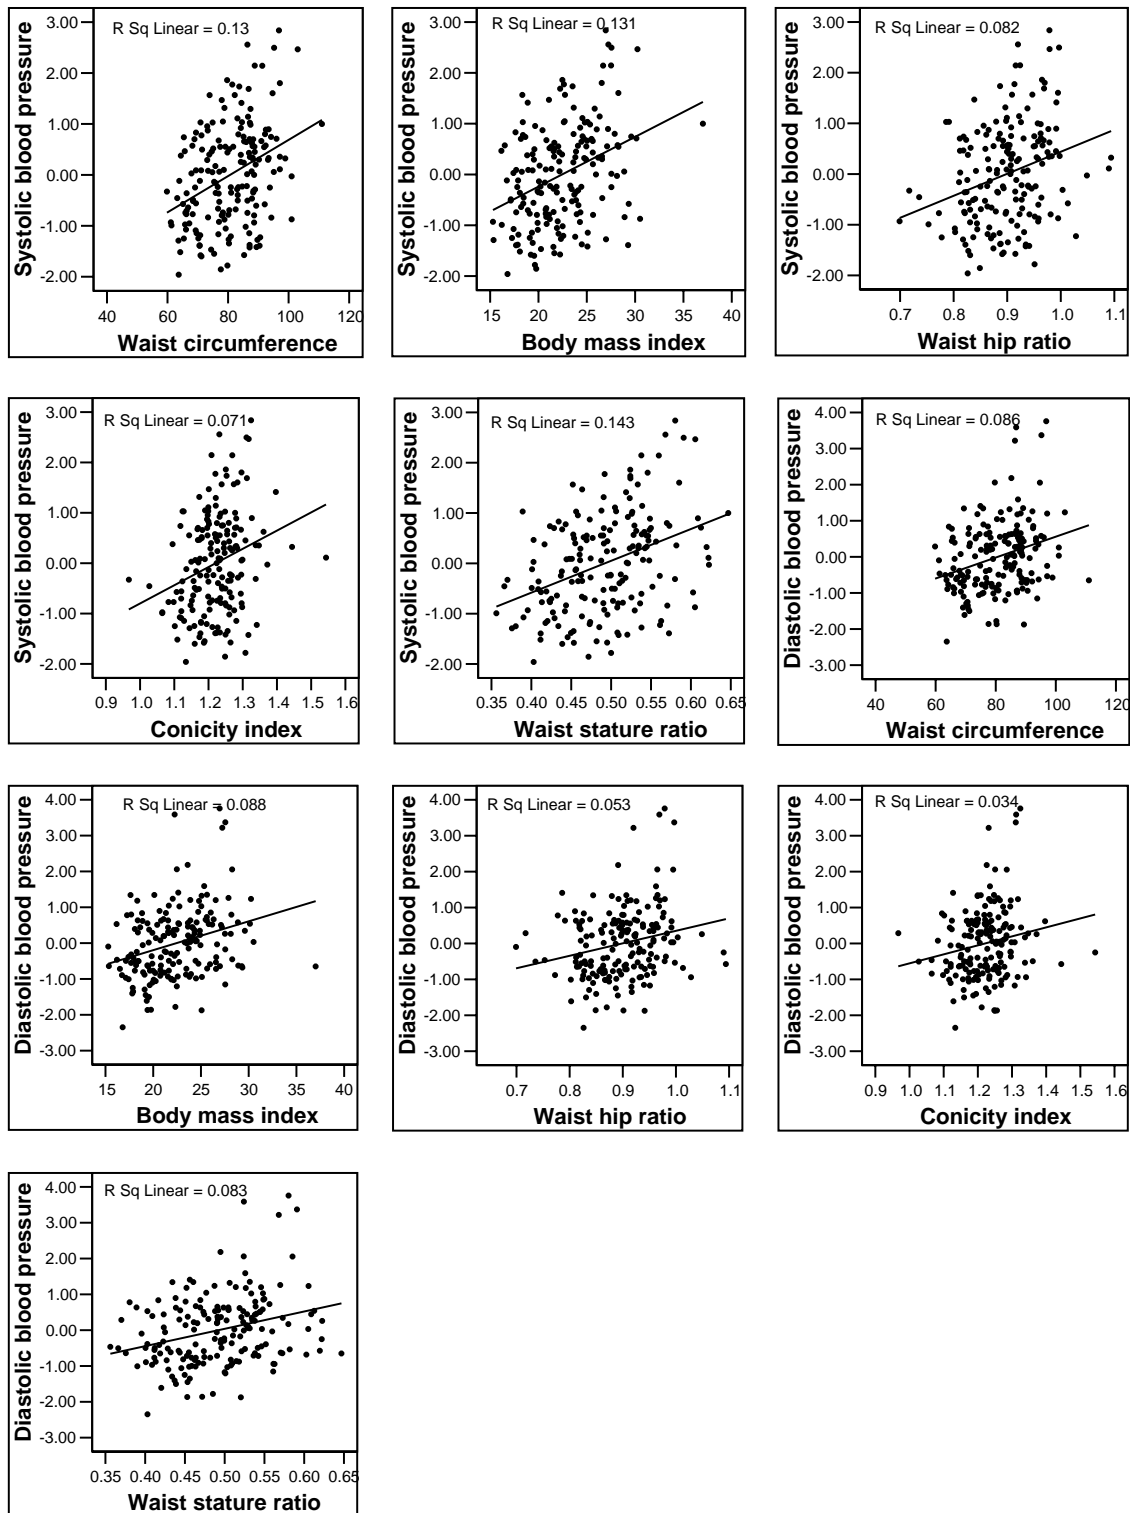 R Sq Linear = 0.13
Systolic blood pressure
3.00
2.00
1.00
0.00
-1.00
-2.00
40 60 80 100 120
Waist circumference
R Sq Linear = 0.131
Systolic blood pressure
3.00
2.00
1.00
0.00
-1.00
-2.00
15 20 25 30 35 40
Body mass index
R Sq Linear = 0.082
Systolic blood pressure
3.00
2.00
1.00
0.00
-1.00
-2.00
0.7 0.8 0.9 1.0 1.1
Waist hip ratio
R Sq Linear = 0.071
Systolic blood pressure
3.00
2.00
1.00
0.00
-1.00
-2.00
0.9 1.0 1.1 1.2 1.3 1.4 1.5 1.6
Conicity index
R Sq Linear = 0.143
Systolic blood pressure
3.00
2.00
1.00
0.00
-1.00
-2.00
0.35 0.40 0.45 0.50 0.55 0.60 0.65
Waist stature ratio
R Sq Linear = 0.086
Diastolic blood pressure
4.00
3.00
2.00
1.00
0.00
-1.00
-2.00
-3.00
40 60 80 100 120
Waist circumference
R Sq Linear = 0.088
Diastolic blood pressure
4.00
3.00
2.00
1.00
0.00
-1.00
-2.00
-3.00
15 20 25 30 35 40
Body mass index
R Sq Linear = 0.053
Diastolic blood pressure
4.00
3.00
2.00
1.00
0.00
-1.00
-2.00
-3.00
0.7 0.8 0.9 1.0 1.1
Waist hip ratio
R Sq Linear = 0.034
Diastolic blood pressure
4.00
3.00
2.00
1.00
0.00
-1.00
-2.00
-3.00
0.9 1.0 1.1 1.2 1.3 1.4 1.5 1.6
Conicity index
R Sq Linear = 0.083
Diastolic blood pressure
4.00
3.00
2.00
1.00
0.00
-1.00
-2.00
-3.00
0.35 0.40 0.45 0.50 0.55 0.60 0.65
Waist stature ratio